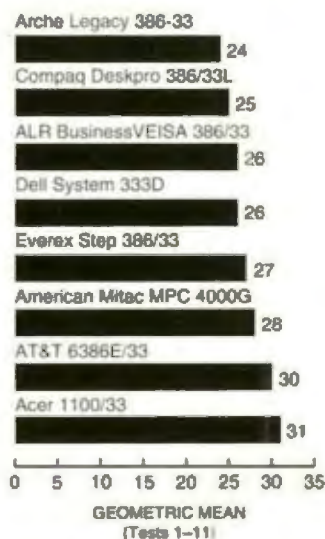 Arche Legacy 386-33
24
Compaq Deskpro 386/33L
25
ALR BusinessVEISA 386/33
26
Dell System 333D
26
Everex Step 386/33
27
American Mitac MPC 4000G
28
AT&T 6386E/33
30
Acer 1100/33
31
0 5 10 15 20 25 30 35
GEOMETRIC MEAN
(Tests 1–11)